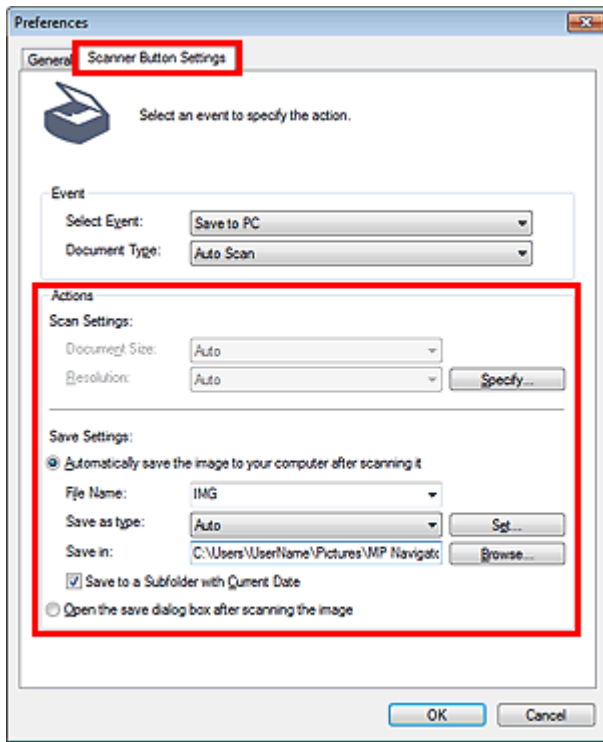 Preferences
General Scanner Button Settings
Select an event to specify the action.
Event
Select Event: Save to PC
Document Type: Auto Scan
Actions
Scan Settings:
Document Size: Auto
Resolution: Auto Specify...
Save Settings:
Automatically save the image to your computer after scanning it
File Name: IMG
Save as type: Auto Set...
Save in: C:\Users\UserName\Pictures\MP Navigato Browse...
Save to a Subfolder with Current Date
Open the save dialog box after scanning the image
OK Cancel